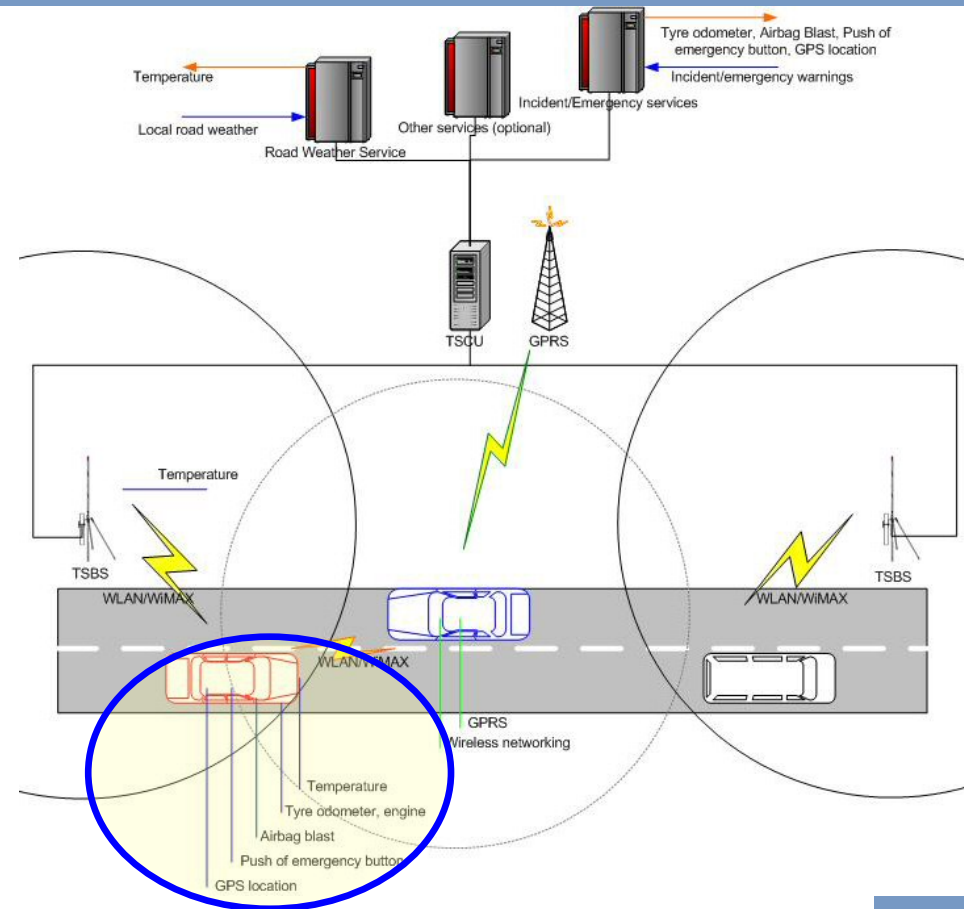 Tyre odometer, Airbag Blast, Push of
emergency button, GPS location
Temperature
Incident/emergency warnings
Incident/Emergency services
Local road weather
Other services (optional)
Road Weather Service
TSCU
GPRS
Temperature
TSBS
TSBS
WLAN/WiMAX
WLAN/WiMAX
WLAN/WiMAX
GPRS
Wireless networking
Temperature
Tyre odometer, engine
Airbag blast
Push of emergency button
GPS location